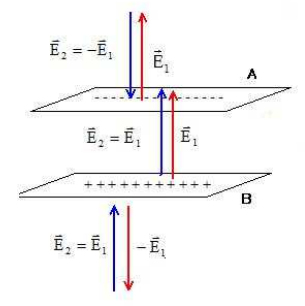 E⃗₂ = −E⃗₁
E⃗₁
A
- - - - - - - - - - - - - -
E⃗₂ = E⃗₁
E⃗₁
+ + + + + + + + + + +
B
E⃗₂ = E⃗₁
−E⃗₁